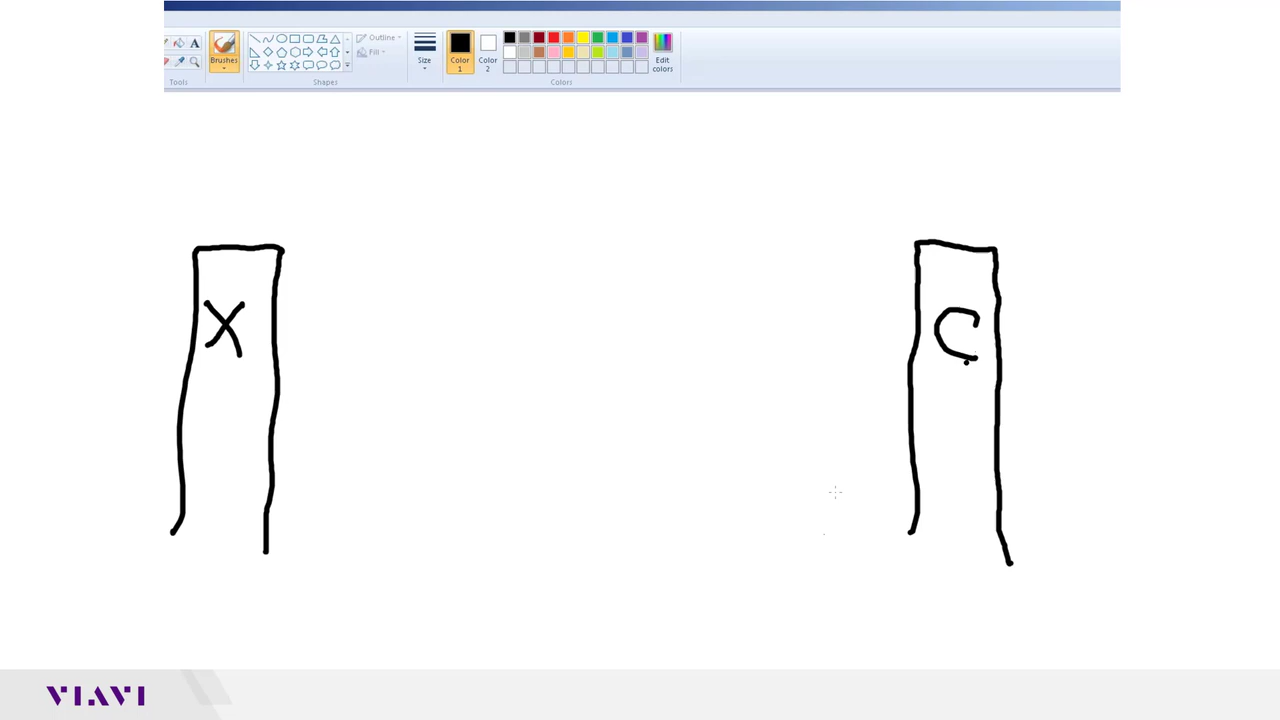 A
Brushes
Outline
Fill
Size
Color 1
Color 2
Edit colors
Tools
Shapes
Colors
X
C
VIAVI